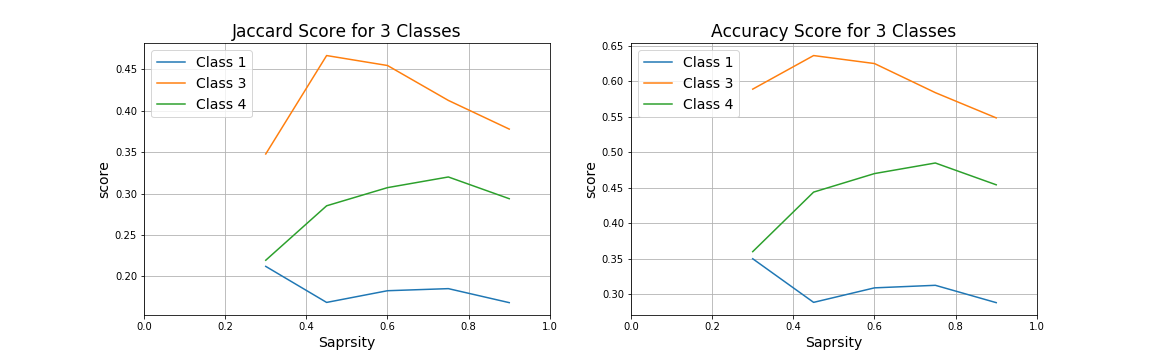 Jaccard Score for 3 Classes
Class 1
Class 3
Class 4
score
0.45
0.40
0.35
0.30
0.25
0.20
0.0 0.2 0.4 0.6 0.8 1.0
Saprsity
Accuracy Score for 3 Classes
Class 1
Class 3
Class 4
score
0.65
0.60
0.55
0.50
0.45
0.40
0.35
0.30
0.0 0.2 0.4 0.6 0.8 1.0
Saprsity